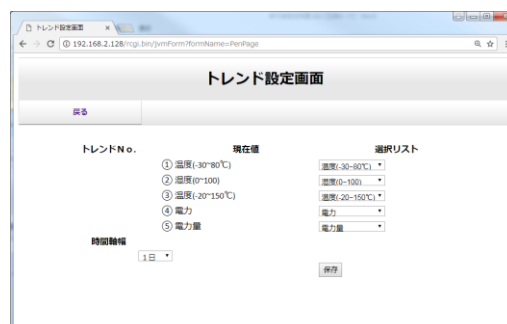 トレンド設定画面
192.168.2.128/rcgi.bin/jvmForm?formName=PenPage
トレンド設定画面
戻る
トレンドNo. 現在値 選択リスト
① 温度(-30~80℃) 温度(-30~80℃)
② 湿度(0~100) 湿度(0~100)
③ 温度(-20~150℃) 温度(-20~150℃)
④ 電力 電力
⑤ 電力量 電力量
時間軸幅
1日
保存